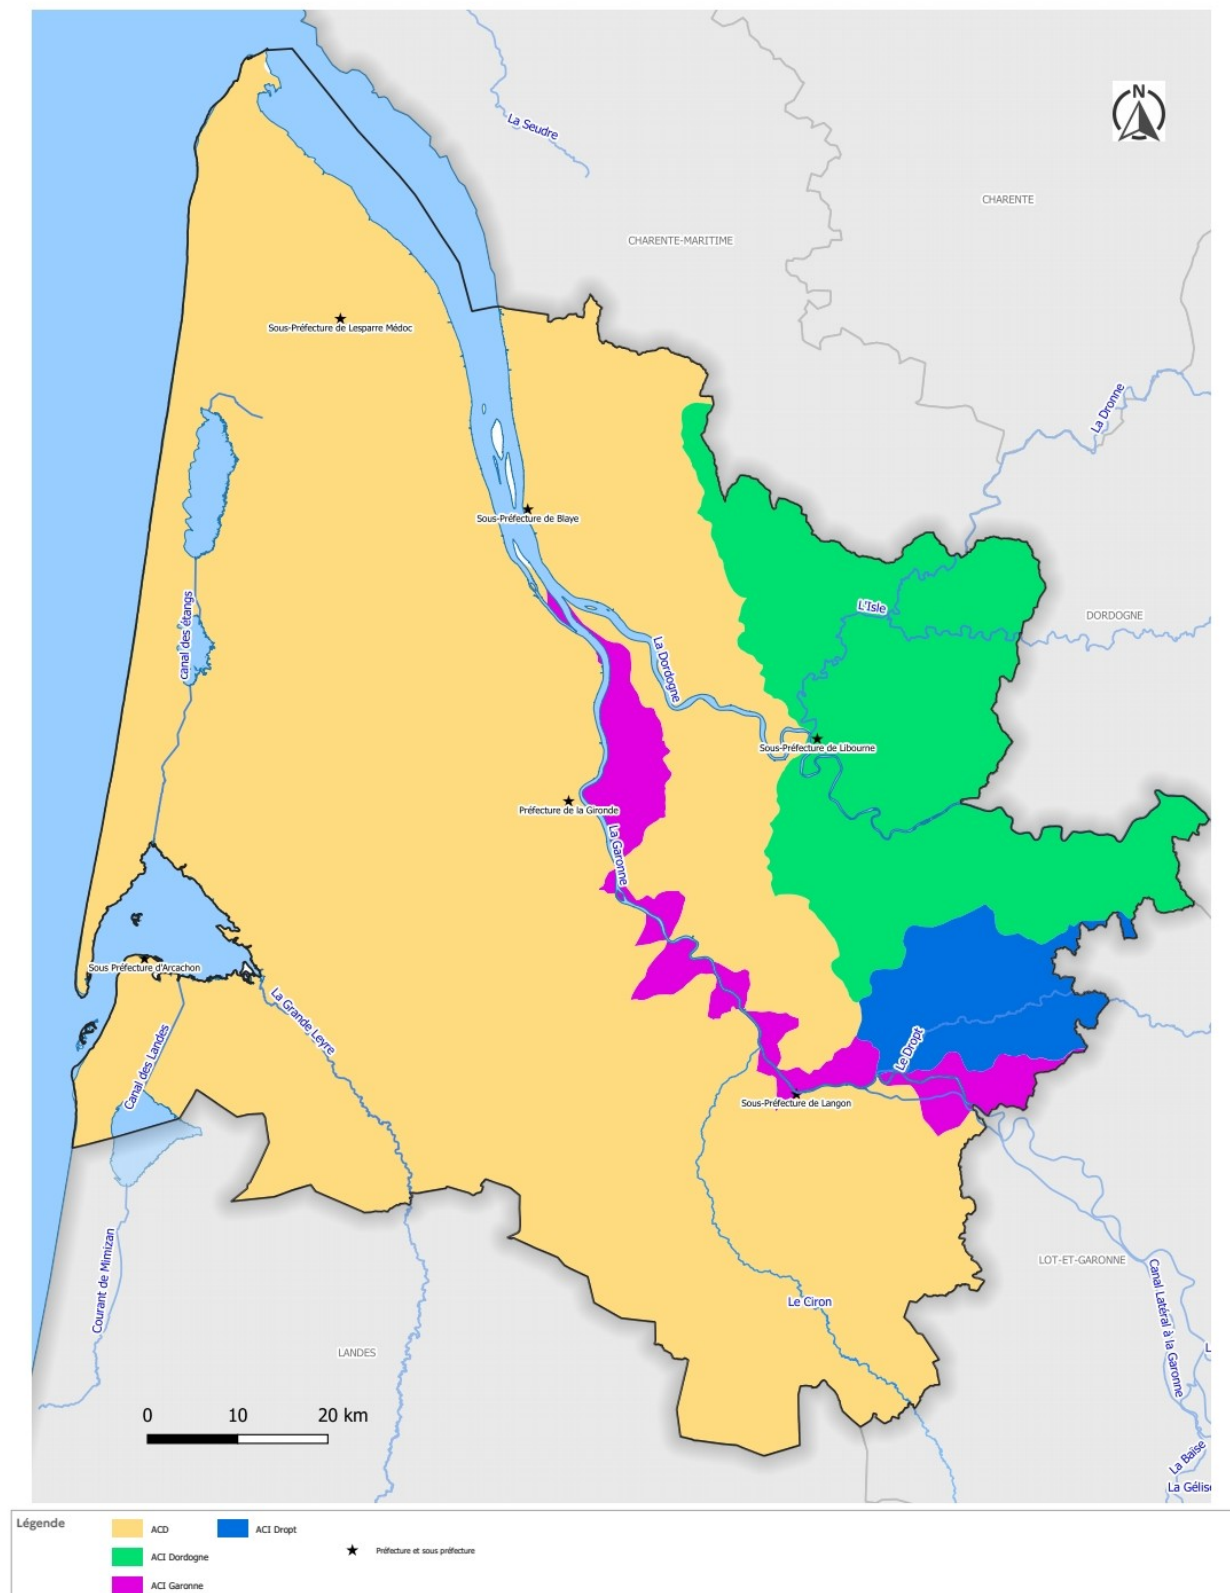 N
La Seudre
CHARENTE
CHARENTE-MARITIME
Sous-Préfecture de Lesparre Médoc
La Dronne
Sous-Préfecture de Blaye
L'Isle
DORDOGNE
canal des étangs
La Dordogne
Sous-Préfecture de Libourne
Préfecture de la Gironde
La Garonne
Sous Préfecture d'Arcachon
La Grande Leyre
Canal des Landes
Le Dropt
Sous-Préfecture de Langon
Courant de Mimizan
LOT-ET-GARONNE
Canal Latéral à la Garonne
Le Ciron
L
LANDES
0 10 20 km
La Baïse
La Gélis
Légende
ACD
ACI Dropt
Préfecture et sous préfecture
ACI Dordogne
ACI Garonne